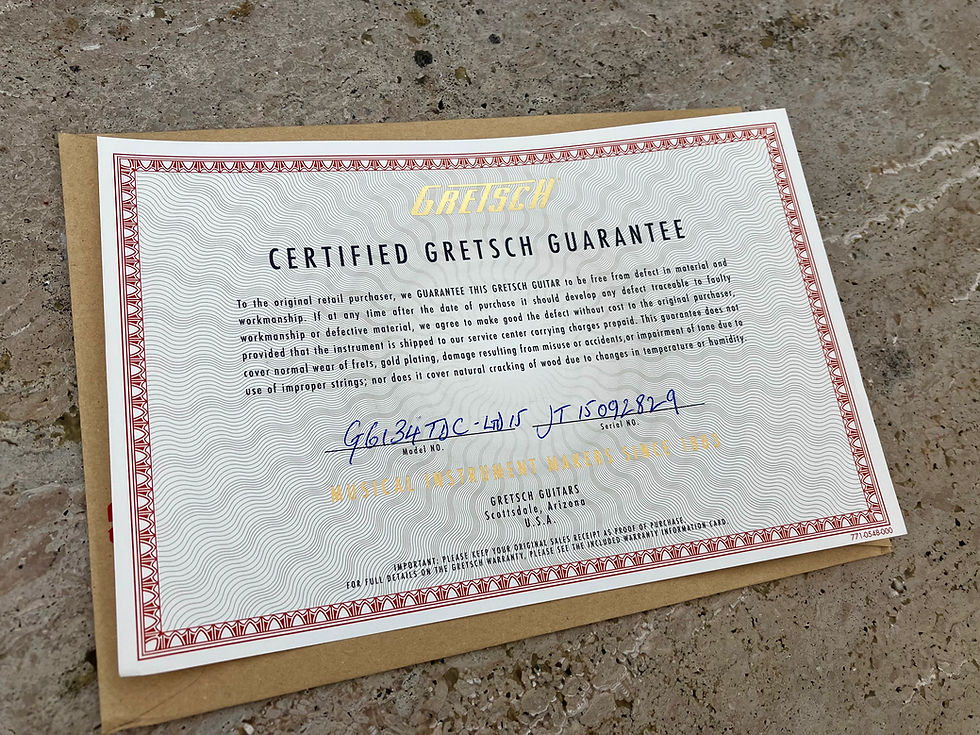 GRETSCH
CERTIFIED GRETSCH GUARANTEE
To the original retail purchaser, we GUARANTEE THIS GRETSCH GUITAR to be free from defect in material and
workmanship. If at any time after the date of purchase it should develop any defect traceable to faulty
workmanship or defective material, we agree to make good the defect without cost to the original purchaser,
provided that the instrument is shipped to our service center carrying charges prepaid. This guarantee does not
cover normal wear of frets, gold plating, damage resulting from misuse or accidents,or impairment of tone due to
use of improper strings; nor does it cover natural cracking of wood due to changes in temperature or humidity.
G6134TDC-LTD15 JT15092829
Model NO. Serial NO.
MUSICAL INSTRUMENT MAKERS SINCE 1883
GRETSCH GUITARS
Scottsdale, Arizona
U.S.A.
IMPORTANT: PLEASE KEEP YOUR ORIGINAL SALES RECEIPT AS PROOF OF PURCHASE.
FOR FULL DETAILS ON THE GRETSCH WARRANTY, PLEASE SEE THE INCLUDED WARRANTY INFORMATION CARD.
771-0548-000